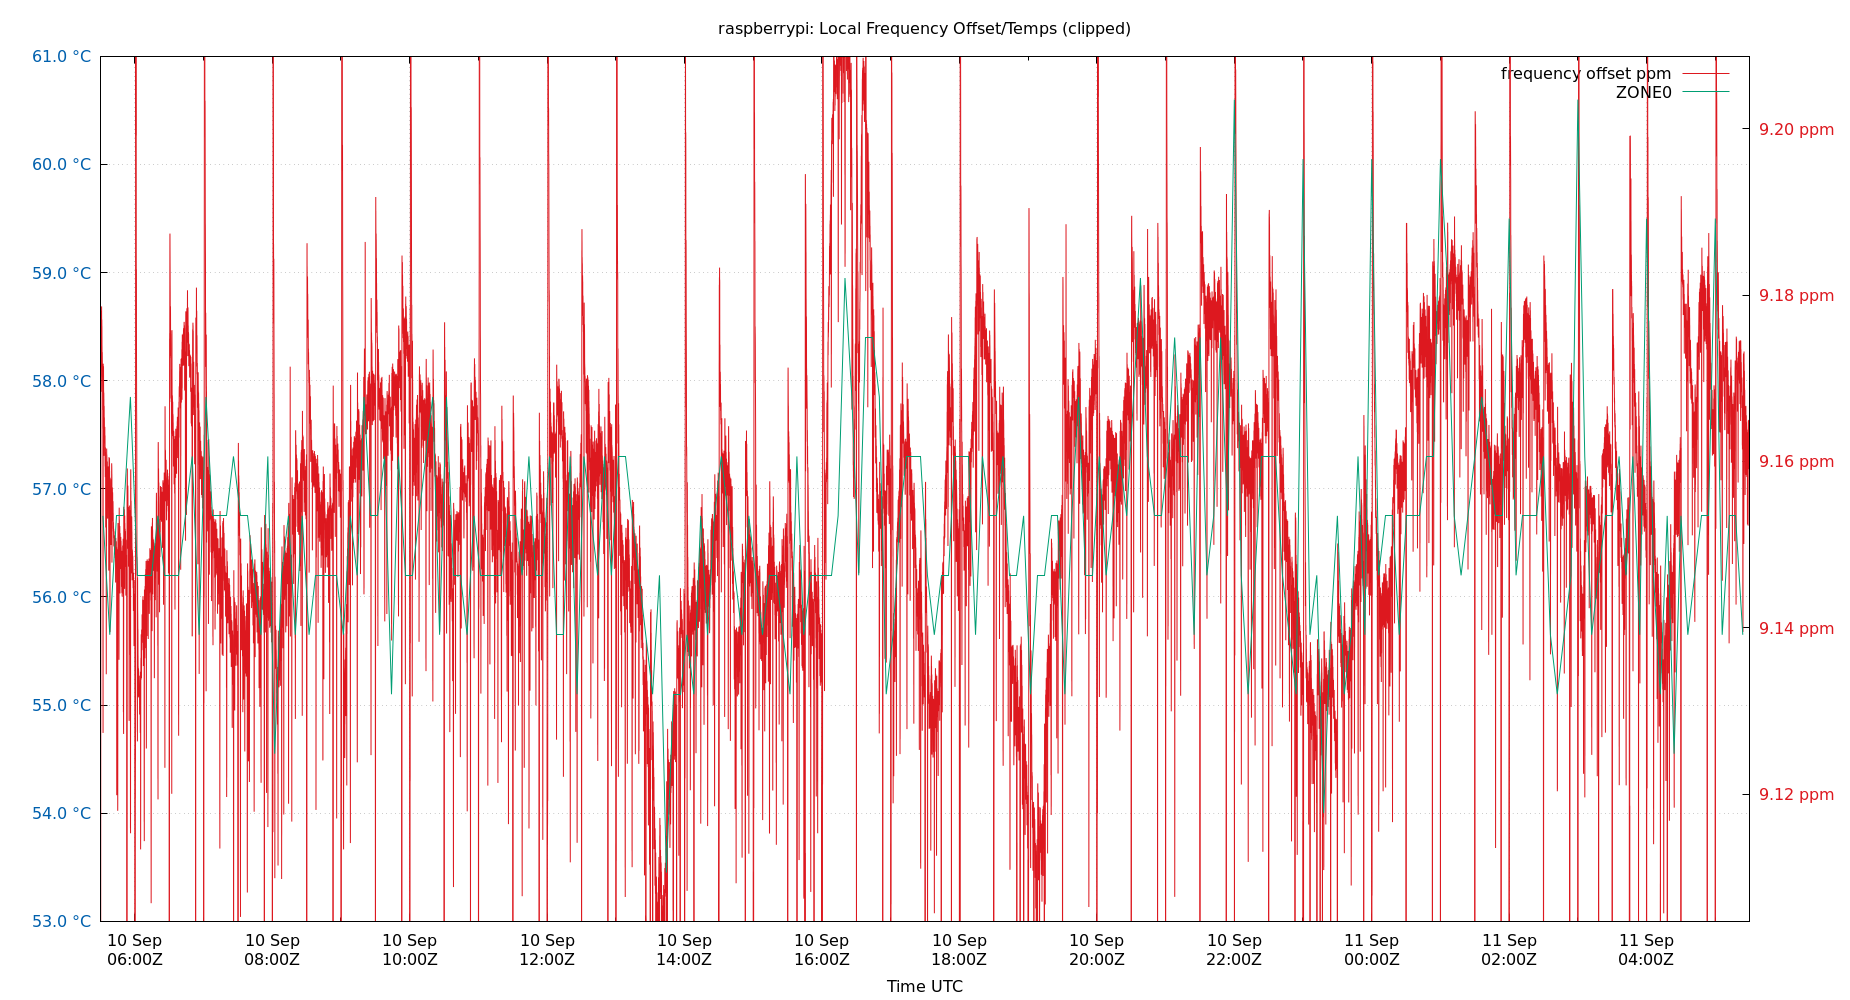 raspberrypi: Local Frequency Offset/Temps (clipped)
61.0 °C
60.0 °C
59.0 °C
58.0 °C
57.0 °C
56.0 °C
55.0 °C
54.0 °C
53.0 °C
frequency offset ppm
ZONE0
9.20 ppm
9.18 ppm
9.16 ppm
9.14 ppm
9.12 ppm
10 Sep 10 Sep 10 Sep 10 Sep 10 Sep 10 Sep 10 Sep 10 Sep 10 Sep 11 Sep 11 Sep 11 Sep
06:00Z 08:00Z 10:00Z 12:00Z 14:00Z 16:00Z 18:00Z 20:00Z 22:00Z 00:00Z 02:00Z 04:00Z
Time UTC